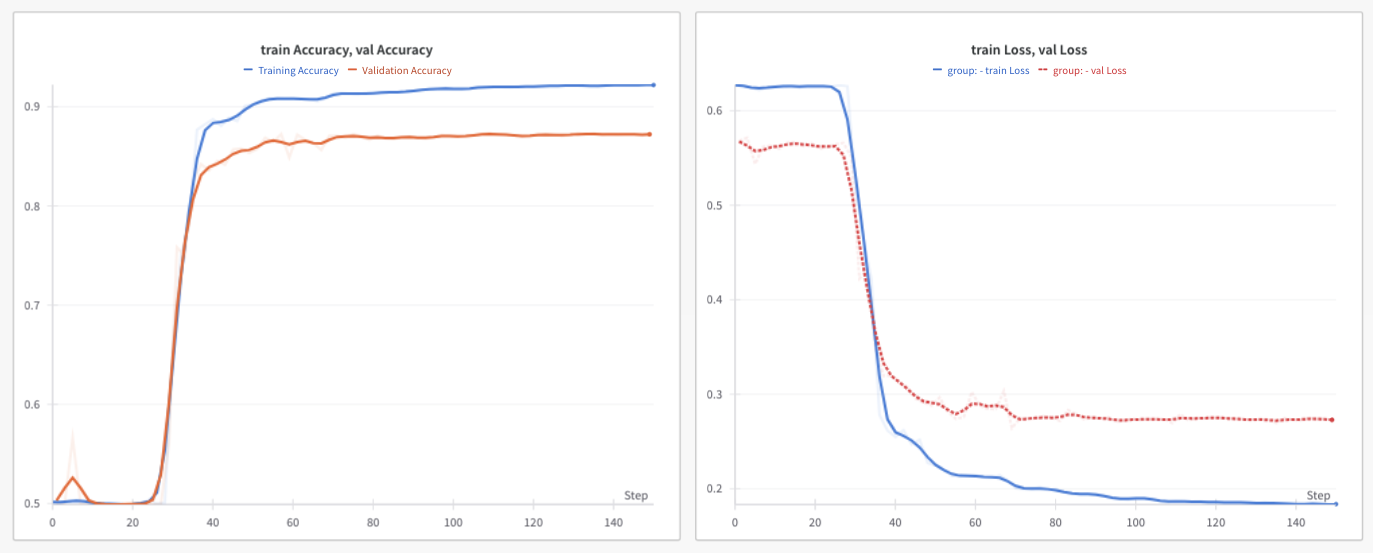 train Accuracy, val Accuracy
Training Accuracy Validation Accuracy
0.9
0.8
0.7
0.6
0.5
Step
0 20 40 60 80 100 120 140
train Loss, val Loss
group: - train Loss group: - val Loss
0.6
0.5
0.4
0.3
0.2
Step
0 20 40 60 80 100 120 140